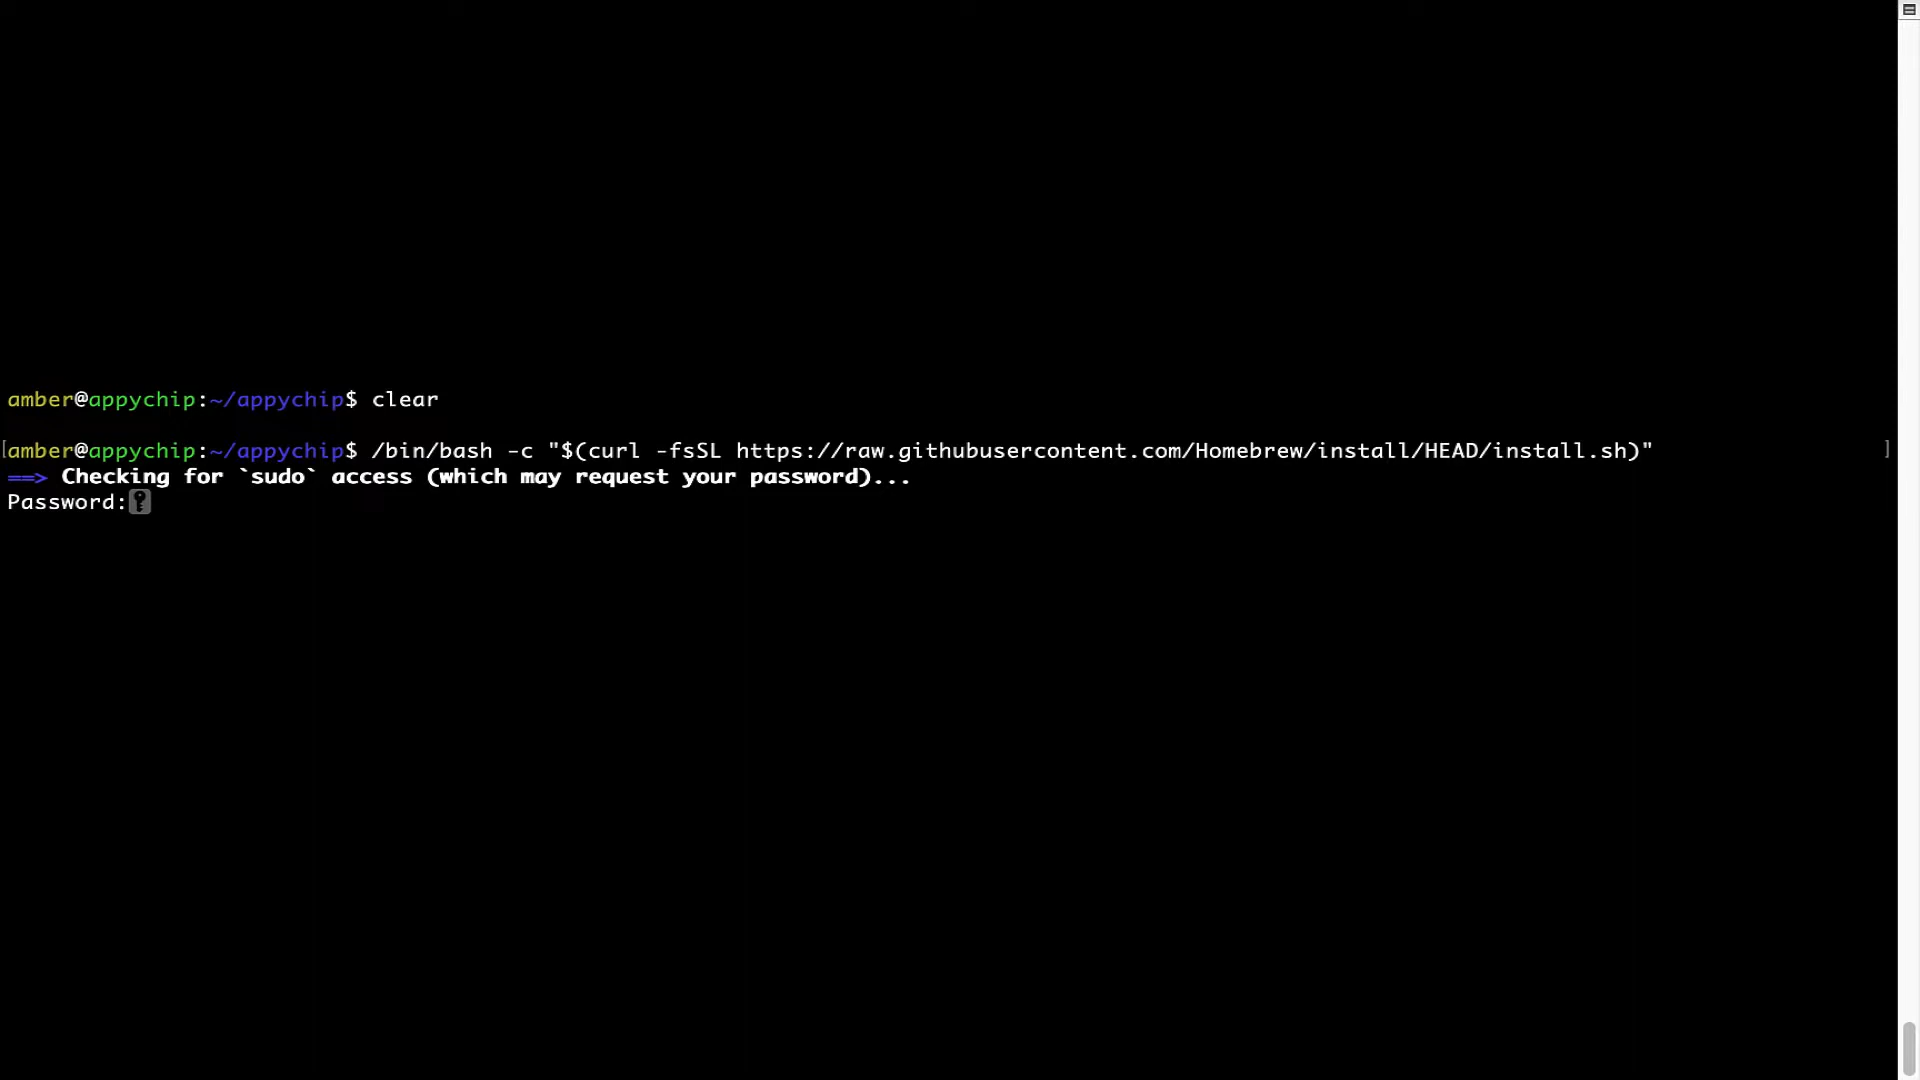 amber@appychip:~/appychip$ clear
[amber@appychip:~/appychip$ /bin/bash -c "$(curl -fsSL https://raw.githubusercontent.com/Homebrew/install/HEAD/install.sh)" ]
==> Checking for `sudo` access (which may request your password)...
Password: